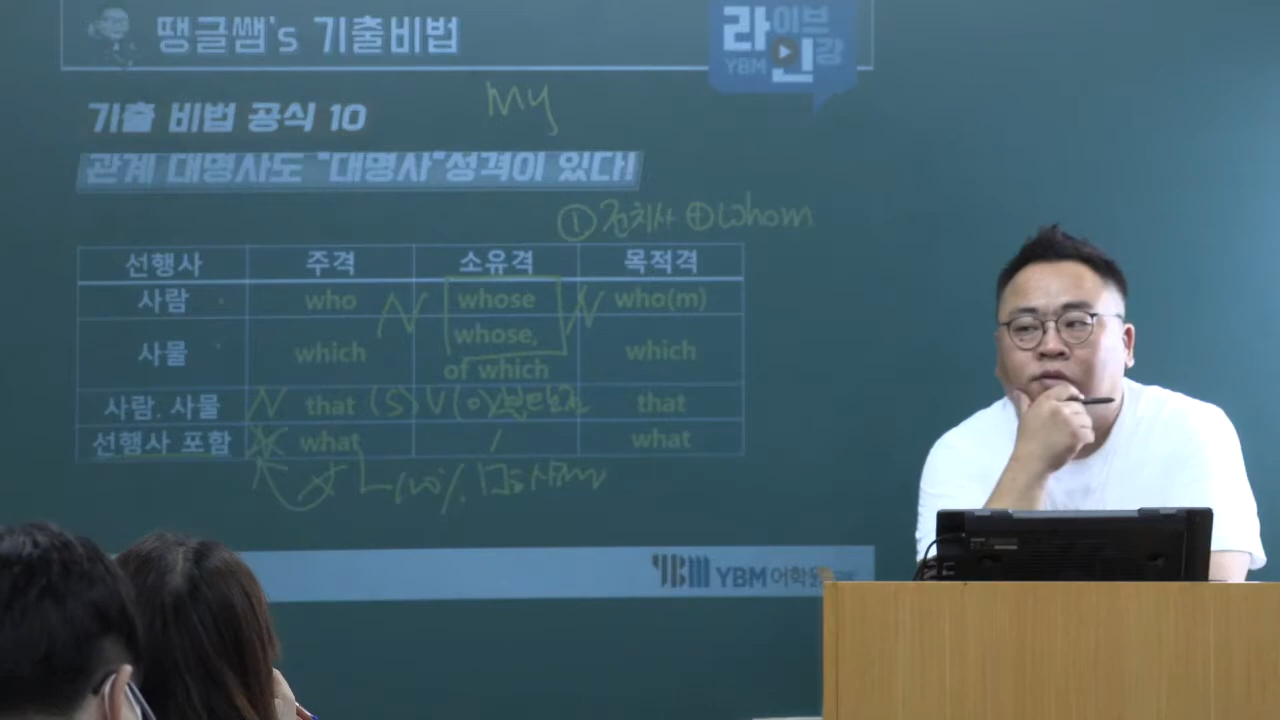 땡글쌤's 기출비법
라이브
YBM 인강
기출 비법 공식 10
My
관계 대명사도 "대명사"성격이 있다!
① 전치사 ⊕ whom
선행사 주격 소유격 목적격
사람 who N whose N who(m)
사물 which whose, of which which
사람, 사물 N that (S) V (O) that
선행사 포함 what / what
100%
YBM YBM 어학원